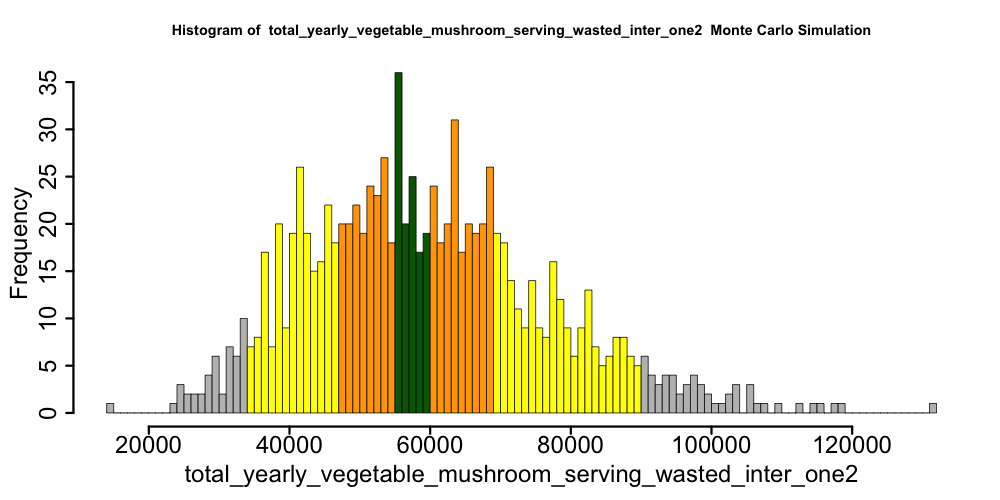 Histogram of  total_yearly_vegetable_mushroom_serving_wasted_inter_one2  Monte Carlo Simulation
Frequency
35
30
25
20
15
10
5
0
20000 40000 60000 80000 100000 120000
total_yearly_vegetable_mushroom_serving_wasted_inter_one2